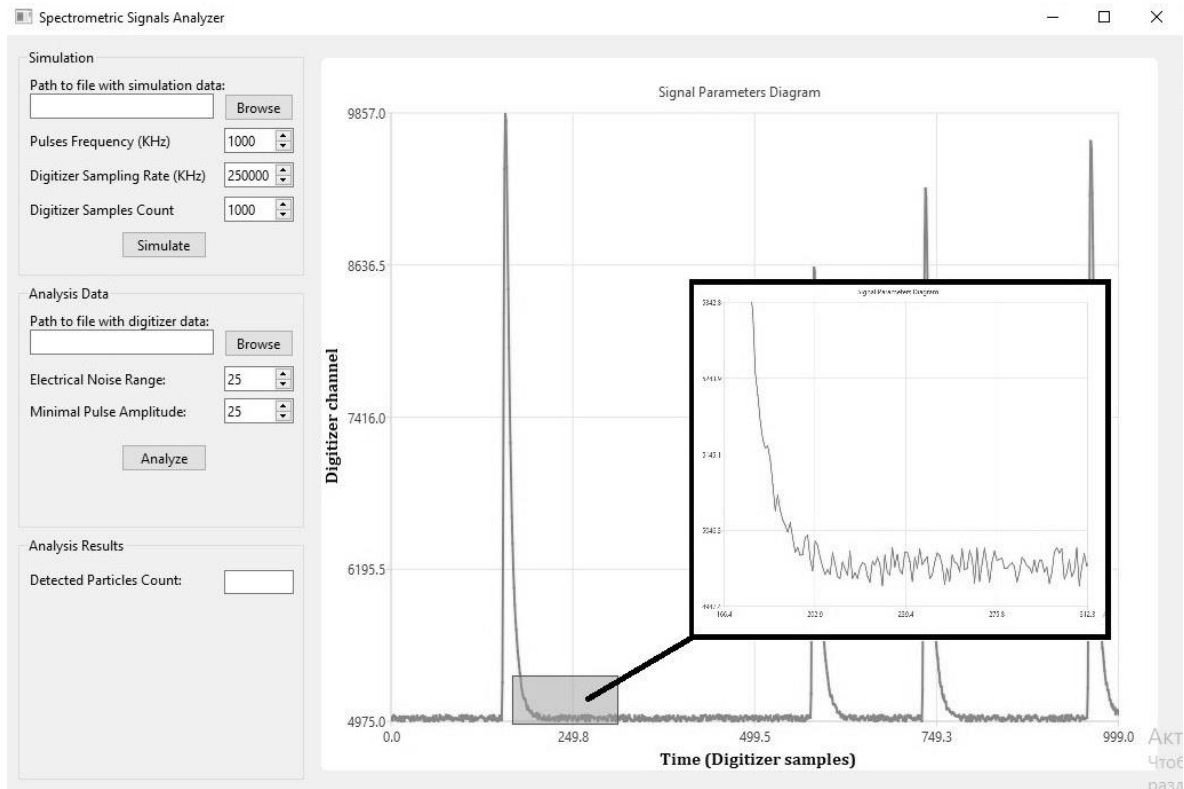 Spectrometric Signals Analyzer
Simulation
Path to file with simulation data:
Browse
Pulses Frequency (KHz) 1000
Digitizer Sampling Rate (KHz) 250000
Digitizer Samples Count 1000
Simulate
Analysis Data
Path to file with digitizer data:
Browse
Electrical Noise Range: 25
Minimal Pulse Amplitude: 25
Analyze
Analysis Results
Detected Particles Count:
Signal Parameters Diagram
9857.0
8636.5
7416.0
6195.5
4975.0
Digitizer channel
0.0 249.8 499.5 749.3 999.0
Time (Digitizer samples)
Signal Parameters Diagram
202.9
Акт
Чтоб
разд